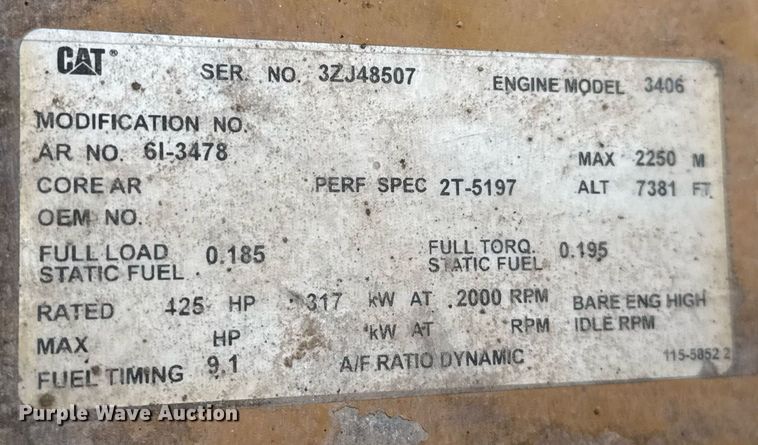 CAT® SER. NO. 3ZJ48507 ENGINE MODEL 3406
MODIFICATION NO.
AR NO. 6I-3478 MAX 2250 M
CORE AR PERF SPEC 2T-5197 ALT 7381 FT.
OEM NO.
FULL LOAD 0.185 FULL TORQ. 0.195
STATIC FUEL STATIC FUEL
RATED 425 HP 317 kW AT 2000 RPM BARE ENG HIGH
MAX HP kW AT RPM IDLE RPM
FUEL TIMING 9.1 A/F RATIO DYNAMIC 115-5852 2
Purple Wave Auction